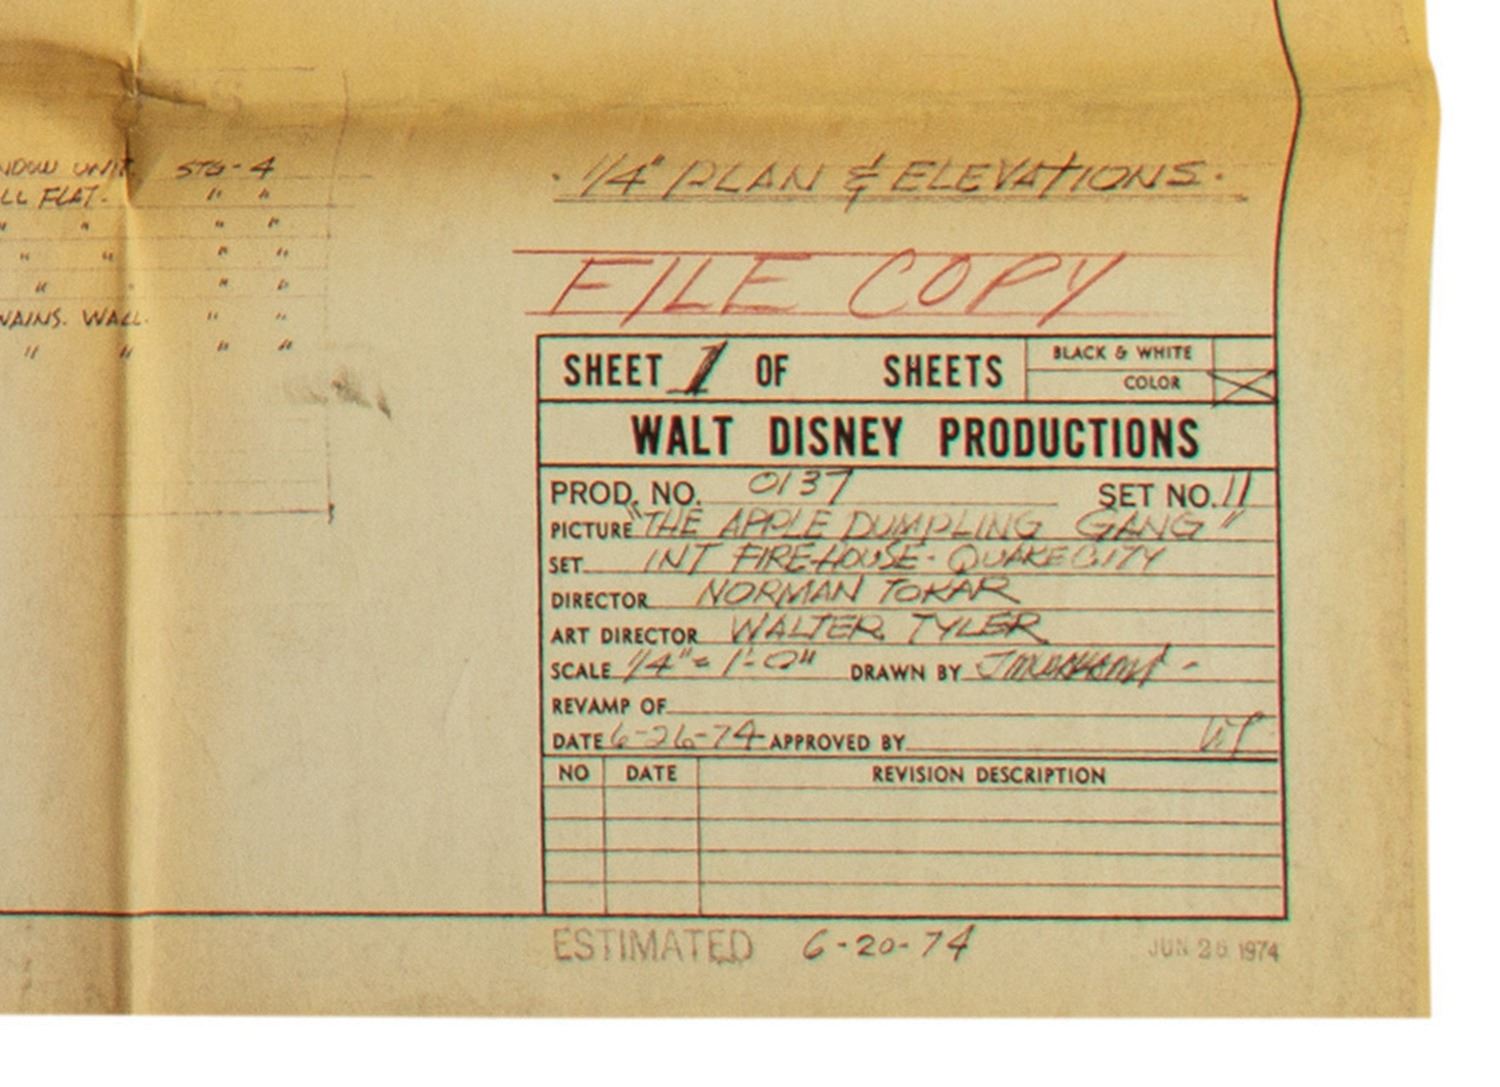 NDOW UNIT. STG-4
LL FLAT. " "
" " " "
" " " "
" " " "
WAINS. WALL. " "
" " " "
· 1/4" PLAN & ELEVATIONS ·
FILE COPY
SHEET 1 OF SHEETS
BLACK & WHITE
COLOR
WALT DISNEY PRODUCTIONS
PROD. NO. 0137 SET NO. 11
PICTURE "THE APPLE DUMPLING GANG"
SET INT FIREHOUSE - QUAKE CITY
DIRECTOR NORMAN TOKAR
ART DIRECTOR WALTER TYLER
SCALE 1/4" = 1'-0" DRAWN BY
REVAMP OF
DATE 6-26-74 APPROVED BY WT
NO DATE REVISION DESCRIPTION
ESTIMATED 6-20-74 JUN 26 1974